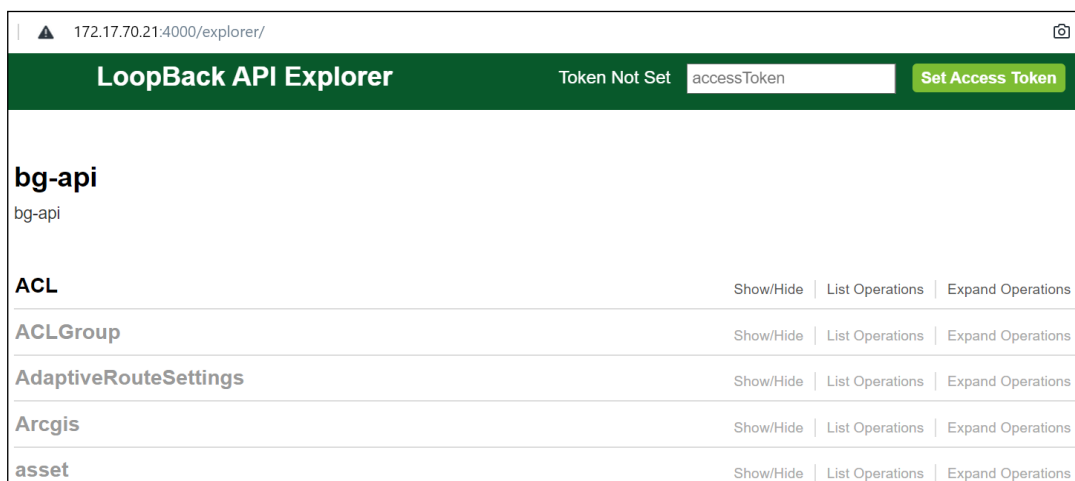 172.17.70.21:4000/explorer/
LoopBack API Explorer Token Not Set accessToken Set Access Token
bg-api
bg-api
ACL Show/Hide List Operations Expand Operations
ACLGroup Show/Hide List Operations Expand Operations
AdaptiveRouteSettings Show/Hide List Operations Expand Operations
Arcgis Show/Hide List Operations Expand Operations
asset Show/Hide List Operations Expand Operations